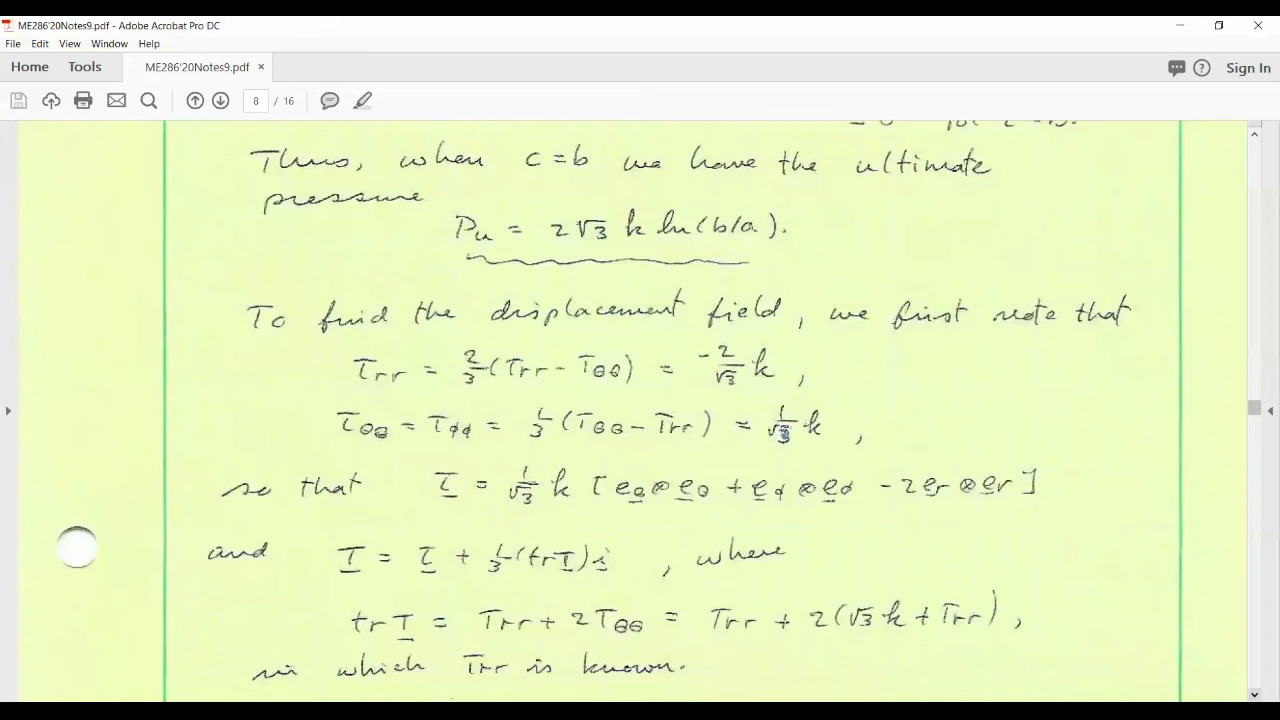 ME286'20Notes9.pdf - Adobe Acrobat Pro DC
File Edit View Window Help
Home Tools ME286'20Notes9.pdf × Sign In
8 / 16
Thus, when c=b we have the ultimate
pressure
Pu = 2√3 k ln(b/a).
To find the displacement field, we first note that
τrr = 2/3 (Trr - Tθθ) = -2/√3 k,
τθθ = τφφ = 1/3 (Tθθ - Trr) = 1/√3 k,
so that τ = 1/√3 k [eθ⊗eθ + eφ⊗eφ - 2er⊗er]
and T = τ + 1/3 (trT)i, where
trT = Trr + 2Tθθ = Trr + 2(√3 k + Trr),
in which Trr is known.